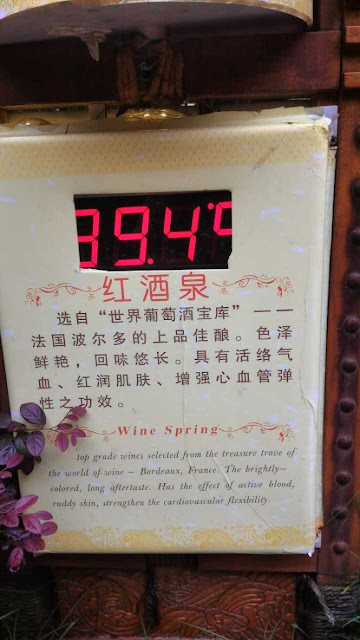 39.4°C
红酒泉
选自“世界葡萄酒宝库”——
法国波尔多的上品佳酿。色泽
鲜艳，回味悠长。具有活络气
血、红润肌肤、增强心血管弹
性之功效。
Wine Spring
top grade wines selected from the treasure trove of
the world of wine — Bordeaux, France. The brightly—
colored, long aftertaste. Has the effect of active blood,
ruddy skin, strengthen the cardiovascular flexibility.